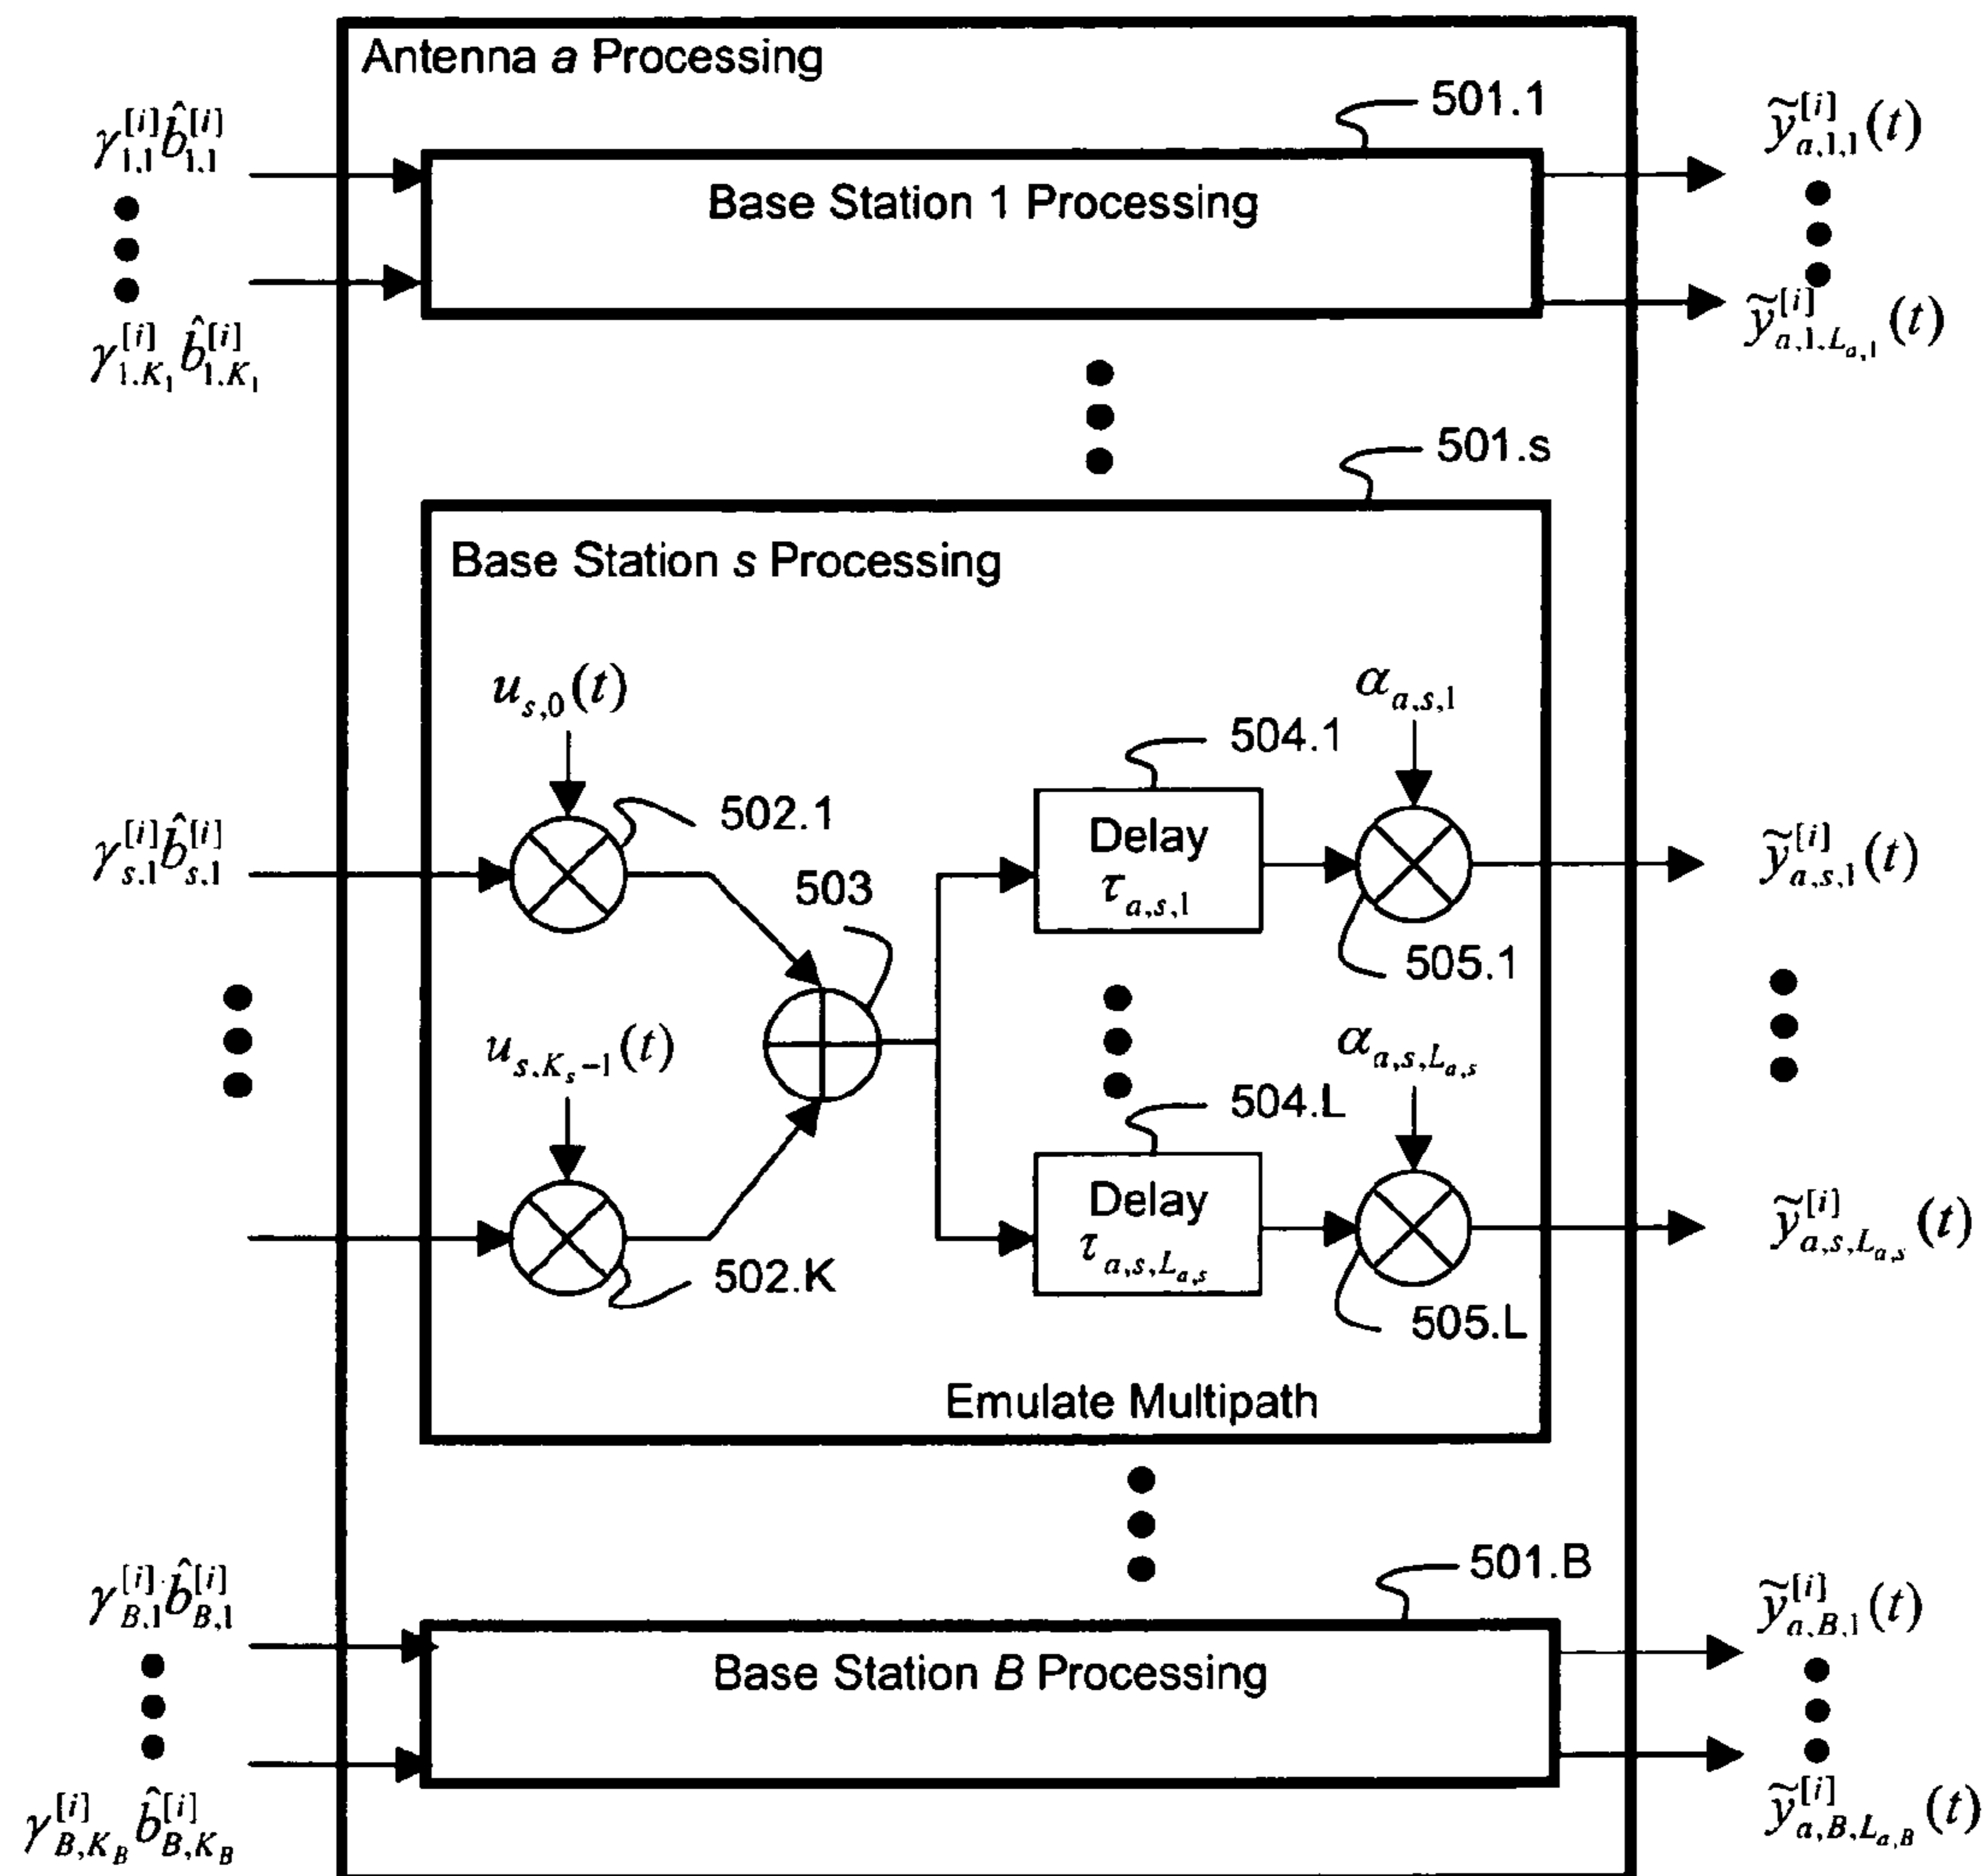 Antenna a Processing
501.1
γ_{1,1}^{[i]} b̂_{1,1}^{[i]}
ỹ_{a,1,1}^{[i]}(t)
Base Station 1 Processing
γ_{1,K_1}^{[i]} b̂_{1,K_1}^{[i]}
ỹ_{a,1,L_{a,1}}^{[i]}(t)
501.s
Base Station s Processing
u_{s,0}(t)
α_{a,s,1}
504.1
502.1
γ_{s,1}^{[i]} b̂_{s,1}^{[i]}
Delay
τ_{a,s,1}
ỹ_{a,s,1}^{[i]}(t)
503
505.1
u_{s,K_s-1}(t)
α_{a,s,L_{a,s}}
504.L
Delay
τ_{a,s,L_{a,s}}
ỹ_{a,s,L_{a,s}}^{[i]}(t)
502.K
505.L
Emulate Multipath
501.B
γ_{B,1}^{[i]} b̂_{B,1}^{[i]}
ỹ_{a,B,1}^{[i]}(t)
Base Station B Processing
γ_{B,K_B}^{[i]} b̂_{B,K_B}^{[i]}
ỹ_{a,B,L_{a,B}}^{[i]}(t)